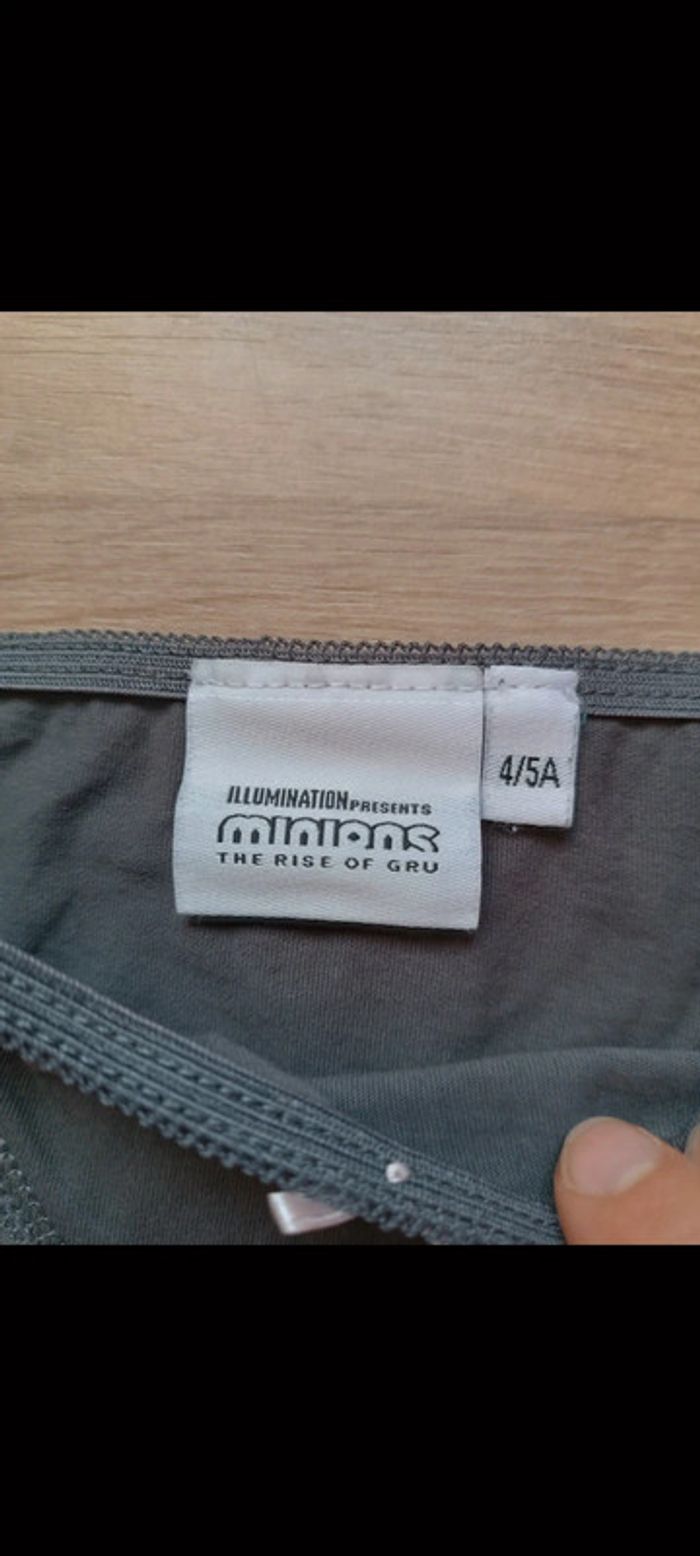 ILLUMINATION PRESENTS
minions
THE RISE OF GRU
4/5A